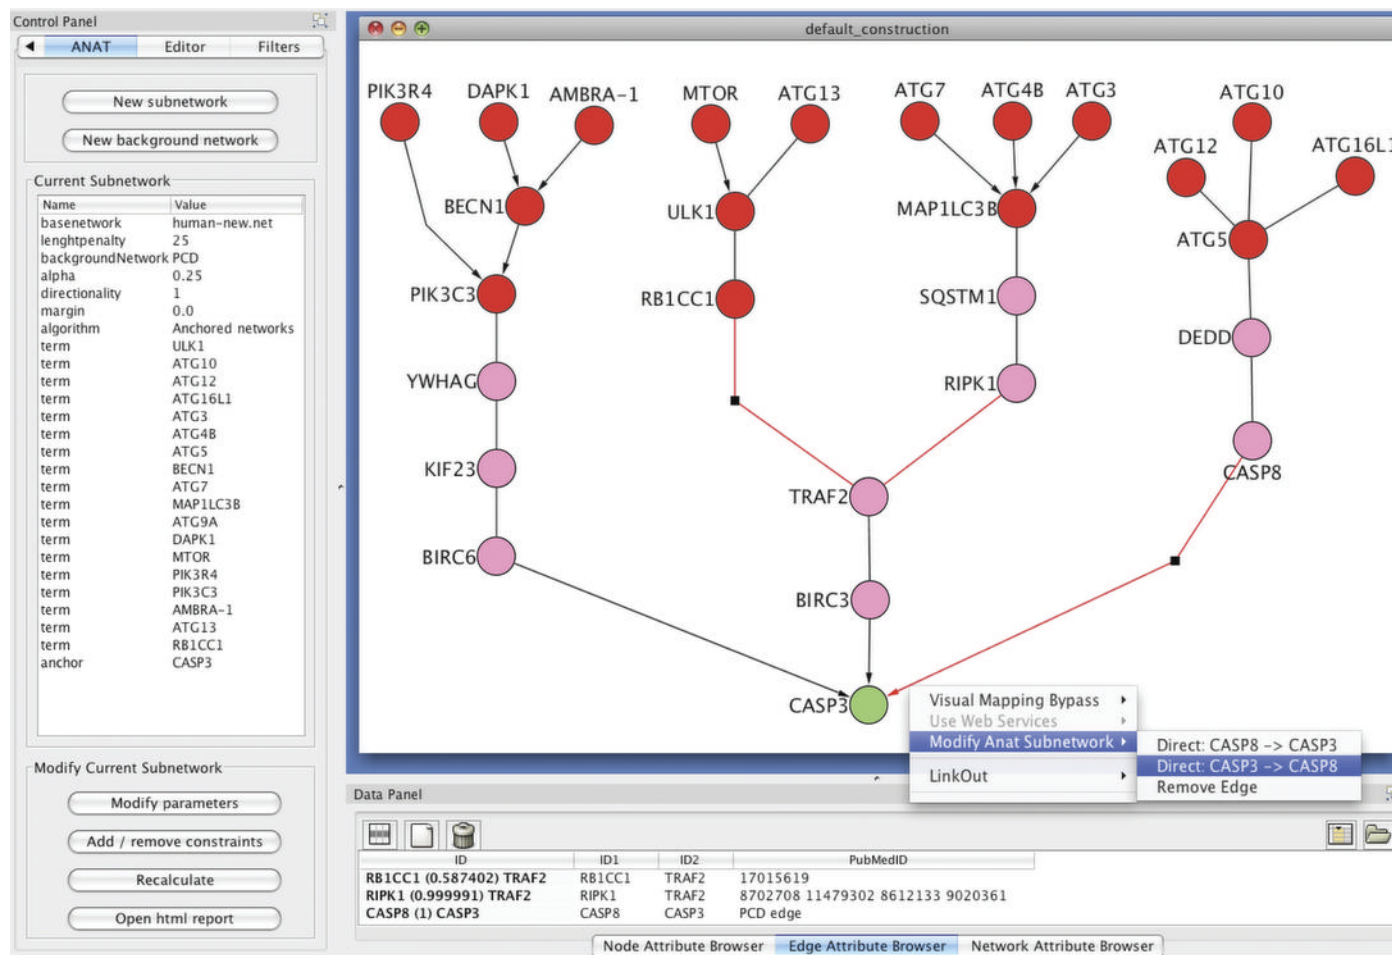 Control Panel
ANAT Editor Filters
New subnetwork
New background network
Current Subnetwork
Name Value
basenetwork human-new.net
lenghtpenalty 25
backgroundNetwork PCD
alpha 0.25
directionality 1
margin 0.0
algorithm Anchored networks
term ULK1
term ATG10
term ATG12
term ATG16L1
term ATG3
term ATG4B
term ATG5
term BECN1
term ATG7
term MAP1LC3B
term ATG9A
term DAPK1
term MTOR
term PIK3R4
term PIK3C3
term AMBRA-1
term ATG13
term RB1CC1
anchor CASP3
Modify Current Subnetwork
Modify parameters
Add / remove constraints
Recalculate
Open html report
default_construction
PIK3R4 DAPK1 AMBRA-1 MTOR ATG13 ATG7 ATG4B ATG3 ATG10
ATG12 ATG16L1
BECN1 ULK1 MAP1LC3B
ATG5
PIK3C3 RB1CC1 SQSTM1
DEDD
YWHAG RIPK1
KIF23 CASP8
TRAF2
BIRC6
BIRC3
CASP3
Visual Mapping Bypass
Use Web Services
Modify Anat Subnetwork
LinkOut
Direct: CASP8 -> CASP3
Direct: CASP3 -> CASP8
Remove Edge
Data Panel
ID ID1 ID2 PubMedID
RB1CC1 (0.587402) TRAF2 RB1CC1 TRAF2 17015619
RIPK1 (0.999991) TRAF2 RIPK1 TRAF2 8702708 11479302 8612133 9020361
CASP8 (1) CASP3 CASP8 CASP3 PCD edge
Node Attribute Browser Edge Attribute Browser Network Attribute Browser